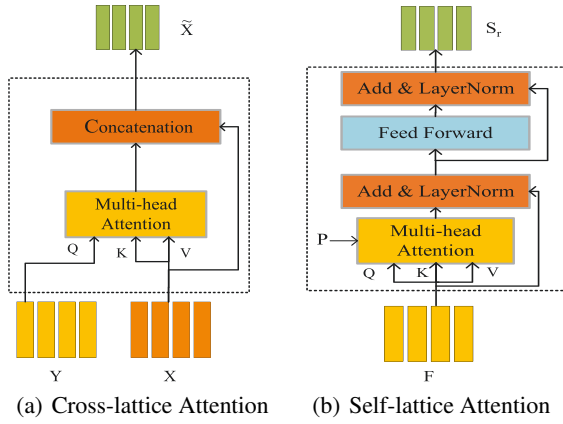 X̃
Concatenation
Multi-head
Attention
Q
K
V
Y
X
(a) Cross-lattice Attention
S_r
Add & LayerNorm
Feed Forward
Add & LayerNorm
P
Multi-head
Attention
Q
K
V
F
(b) Self-lattice Attention